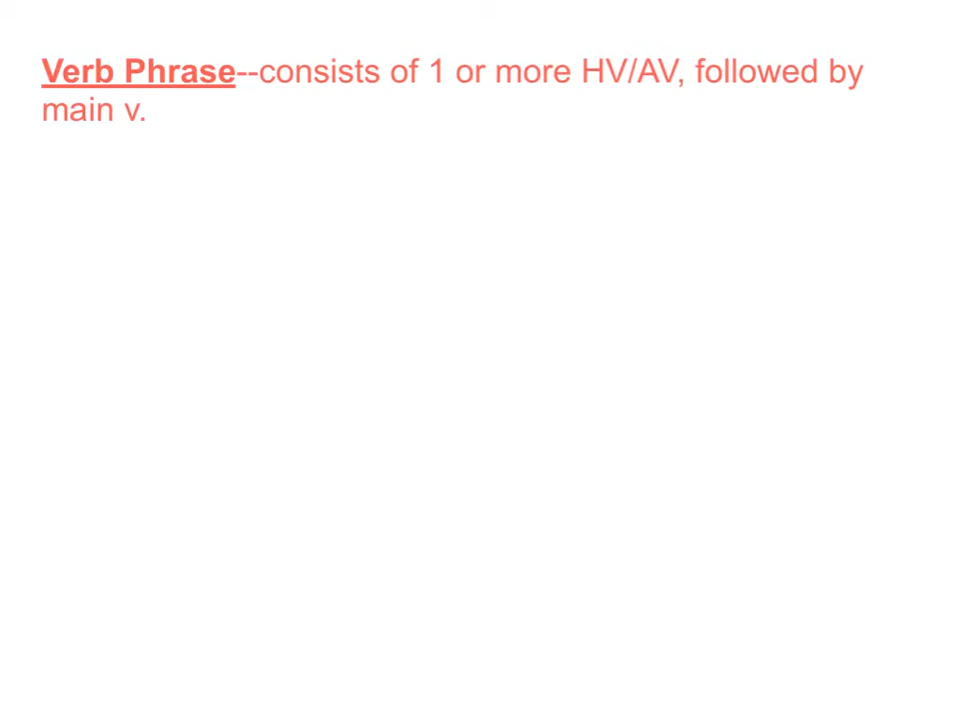 Verb Phrase--consists of 1 or more HV/AV, followed by
main v.